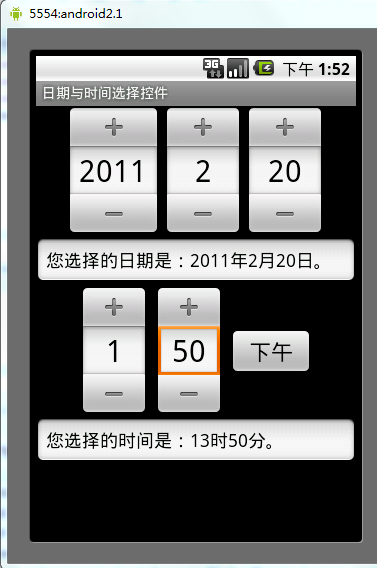 5554:android2.1
3G 下午 1:52
日期与时间选择控件
+ + +
2011 2 20
− − −
您选择的日期是：2011年2月20日。
+ +
1 50 下午
− −
您选择的时间是：13时50分。